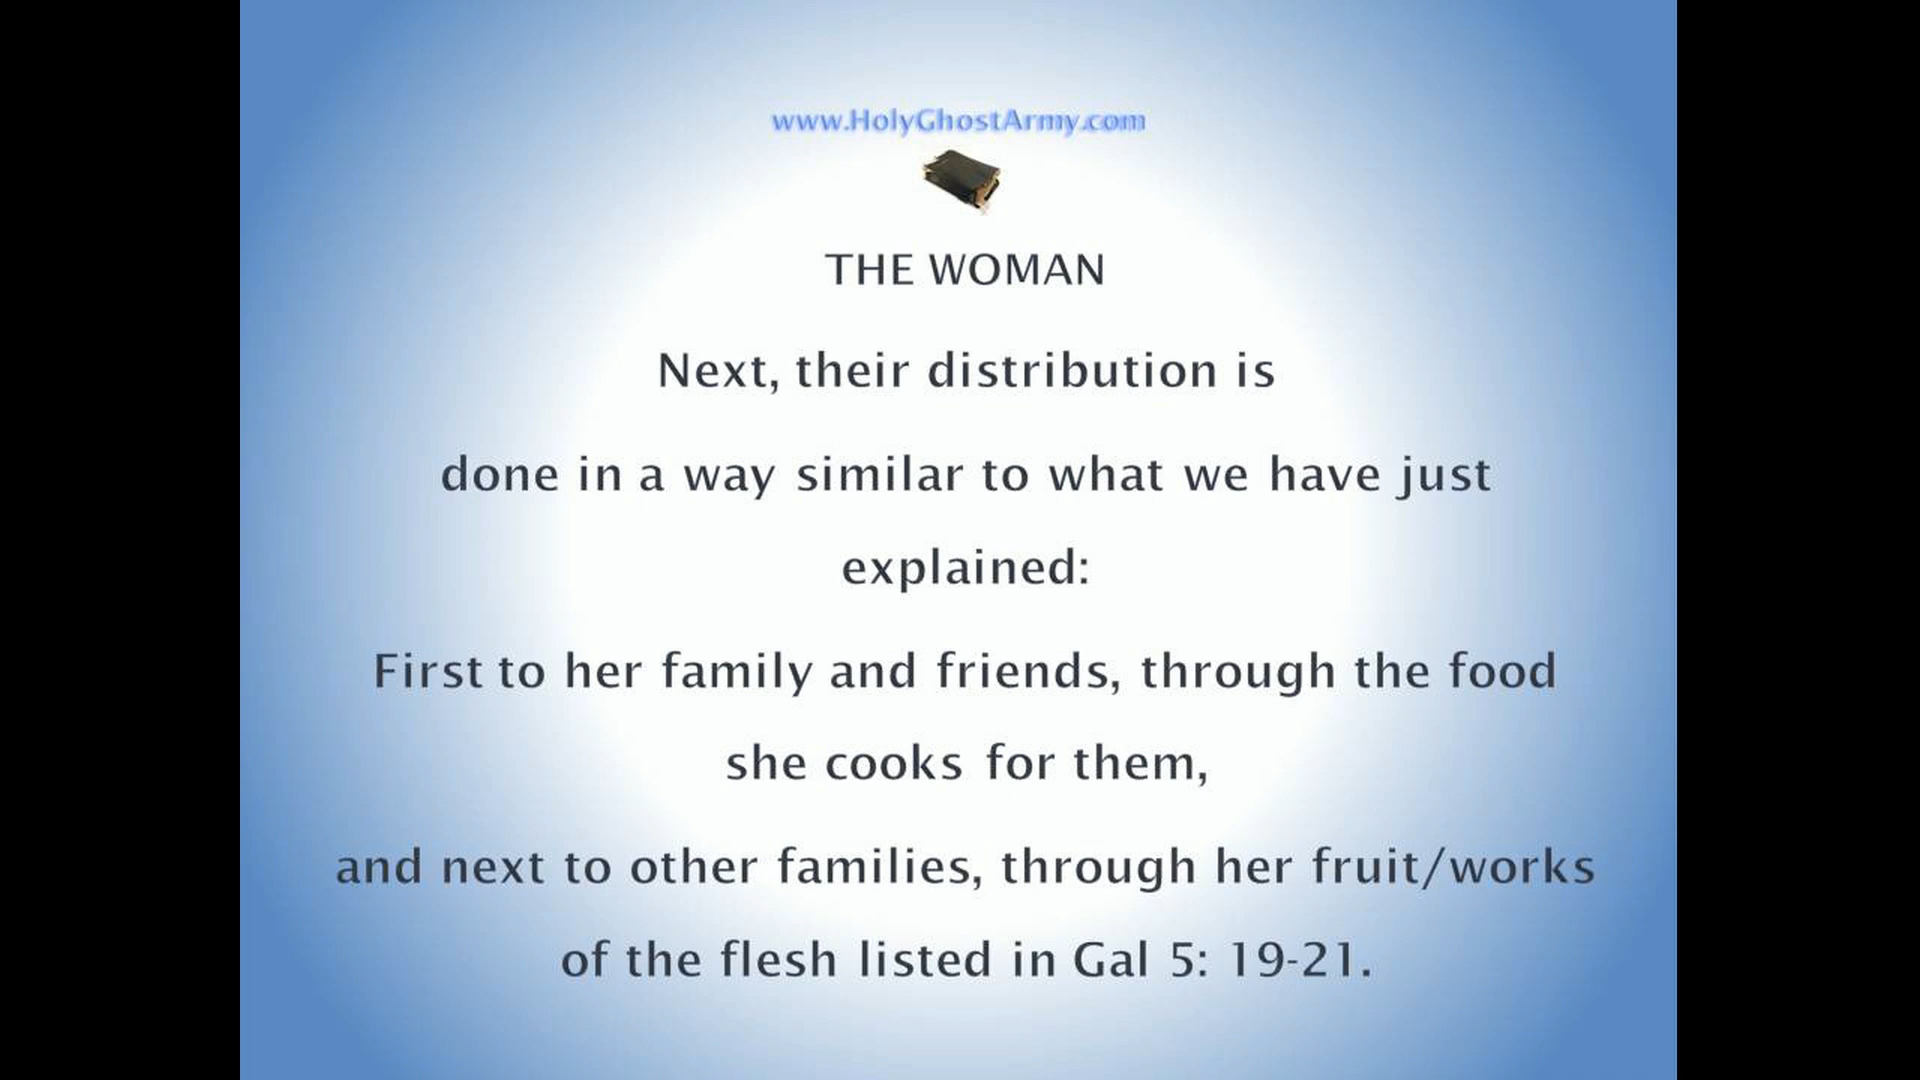 www.HolyGhostArmy.com
THE WOMAN
Next, their distribution is
done in a way similar to what we have just
explained:
First to her family and friends, through the food
she cooks for them,
and next to other families, through her fruit/works
of the flesh listed in Gal 5: 19-21.